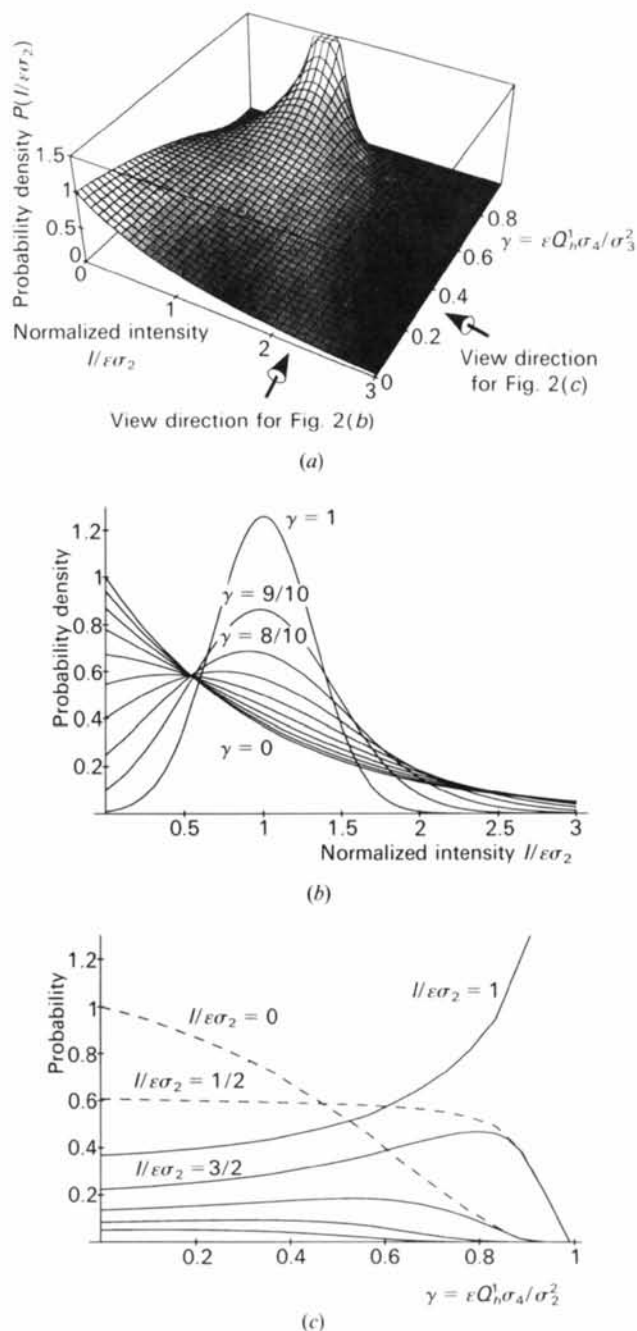 Probability density P(I/εσ₂)
1.5
1
0.5
0
0
1
2
3
Normalized intensity
I/εσ₂
0
0.2
0.4
0.6
0.8
γ = εQ¹ₕσ₄/σ²₃
View direction
for Fig. 2(c)
View direction for Fig. 2(b)
(a)
Probability density
1.2
1
0.8
0.6
0.4
0.2
γ = 1
γ = 9/10
γ = 8/10
γ = 0
0.5
1
1.5
2
2.5
3
Normalized intensity I/εσ₂
(b)
Probability
1.2
1
0.8
0.6
0.4
0.2
I/εσ₂ = 1
I/εσ₂ = 0
I/εσ₂ = 1/2
I/εσ₂ = 3/2
0.2
0.4
0.6
0.8
1
γ = εQ¹ₕσ₄/σ²₂
(c)